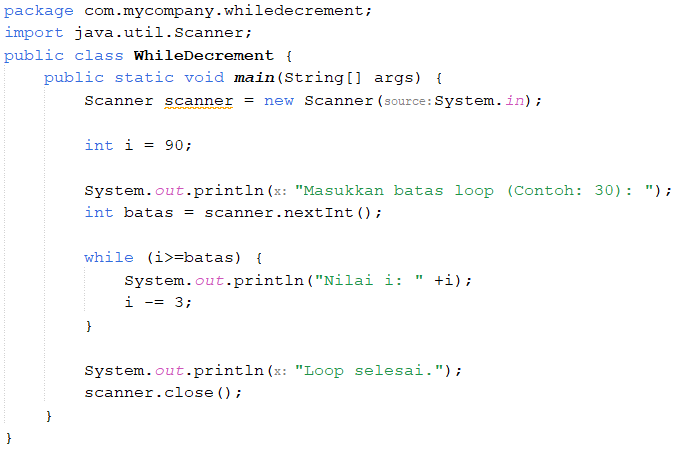 package com.mycompany.whiledecrement;
import java.util.Scanner;
public class WhileDecrement {
    public static void main(String[] args) {
        Scanner scanner = new Scanner(source:System.in);

        int i = 90;

        System.out.println(x: "Masukkan batas loop (Contoh: 30): ");
        int batas = scanner.nextInt();

        while (i>=batas) {
            System.out.println("Nilai i: " +i);
            i -= 3;
        }

        System.out.println(x: "Loop selesai.");
        scanner.close();
    }
}